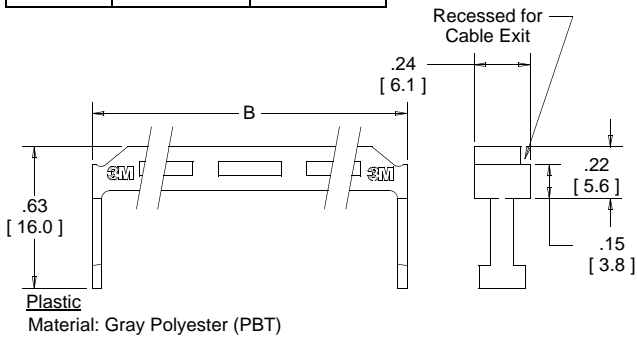 Recessed for
Cable Exit
.24
[ 6.1 ]
B
3M
3M
.63
[ 16.0 ]
.22
[ 5.6 ]
.15
[ 3.8 ]
Plastic
Material: Gray Polyester (PBT)